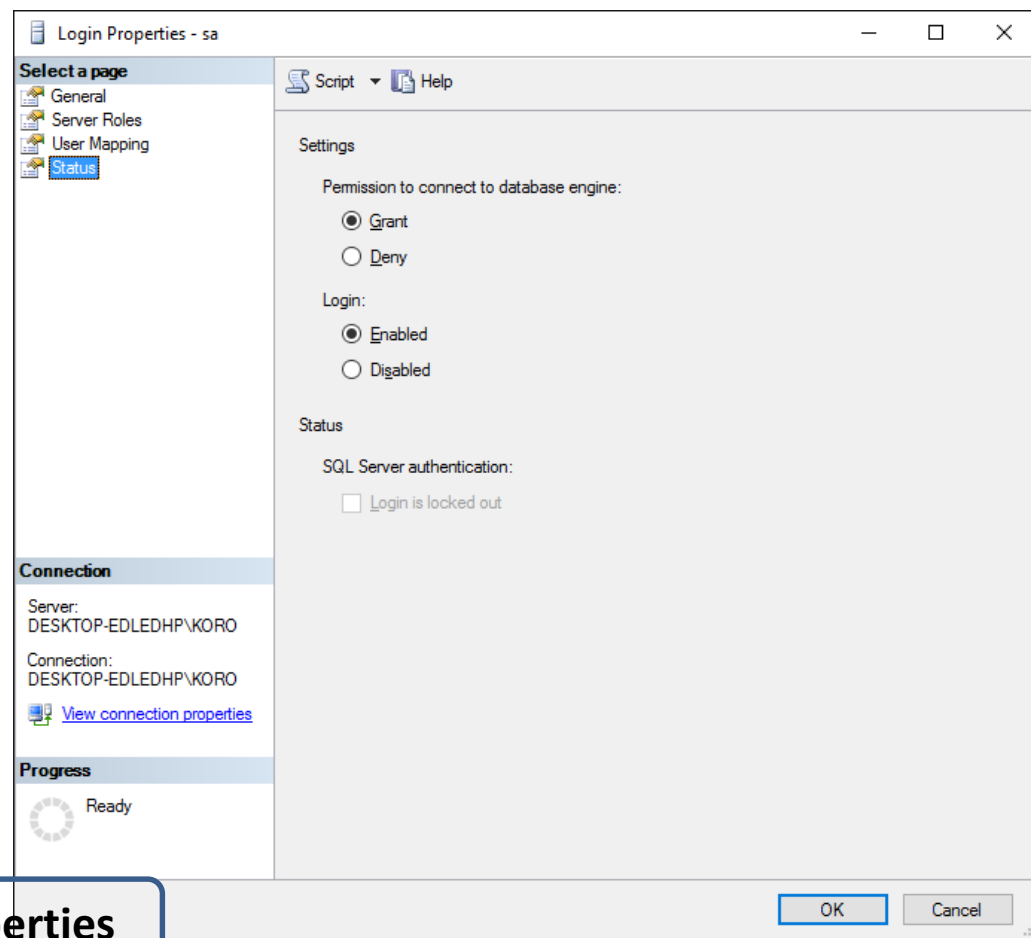 Login Properties - sa
Select a page
General
Server Roles
User Mapping
Status
Script
Help
Settings
Permission to connect to database engine:
Grant
Deny
Login:
Enabled
Disabled
Status
SQL Server authentication:
Login is locked out
Connection
Server:
DESKTOP-EDLEDHP\KORO
Connection:
DESKTOP-EDLEDHP\KORO
View connection properties
Progress
Ready
OK
Cancel
erties